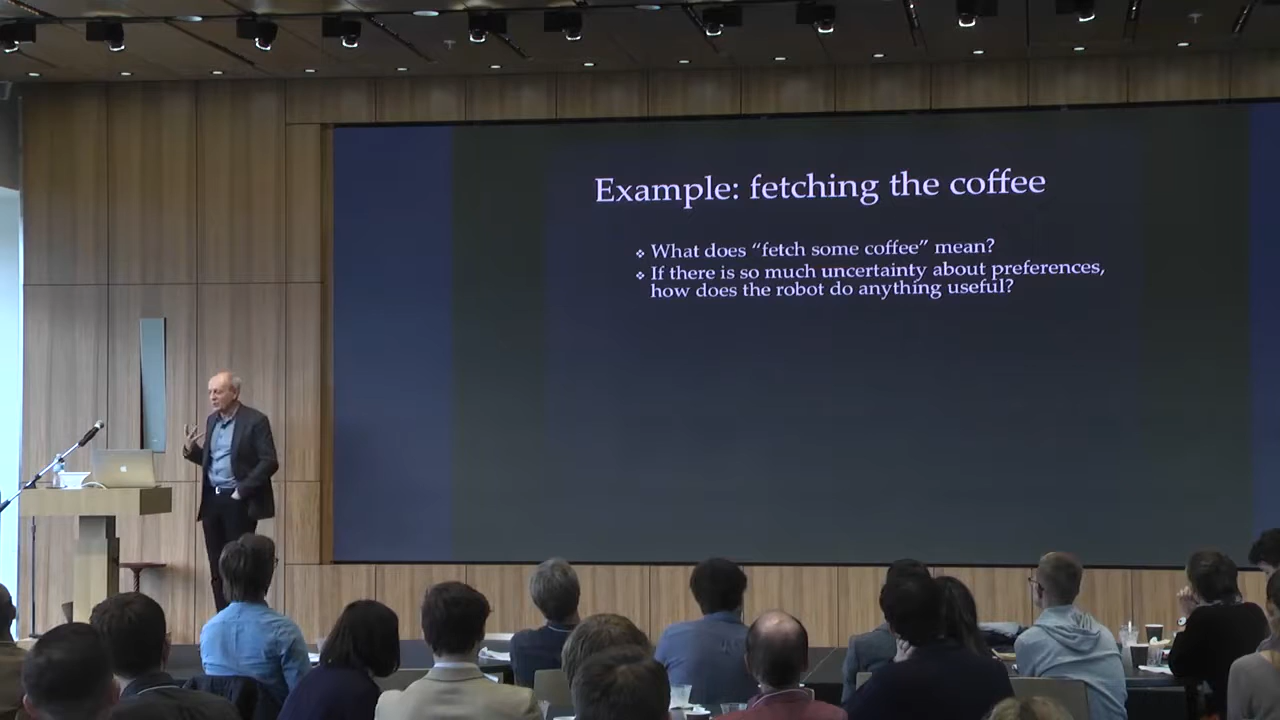 Example: fetching the coffee
❖ What does “fetch some coffee” mean?
❖ If there is so much uncertainty about preferences,
how does the robot do anything useful?